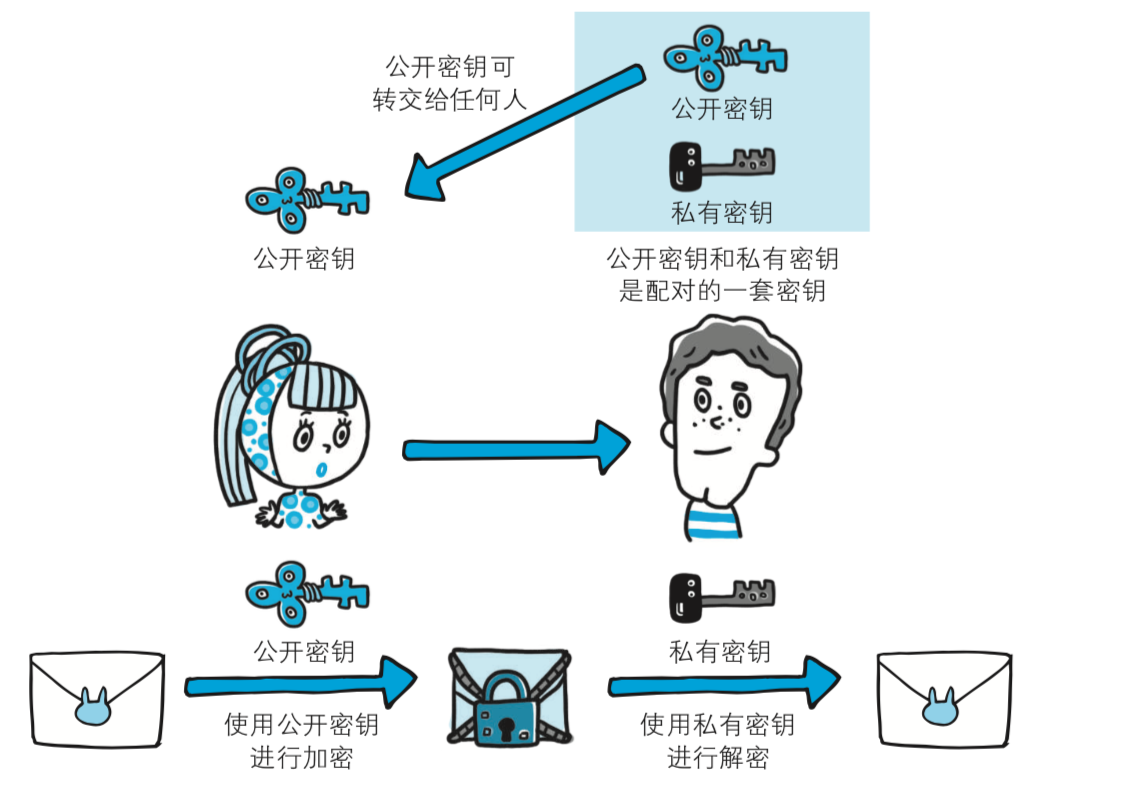 公开密钥可
转交给任何人
公开密钥
私有密钥
公开密钥
公开密钥和私有密钥
是配对的一套密钥
公开密钥
私有密钥
使用公开密钥
进行加密
使用私有密钥
进行解密